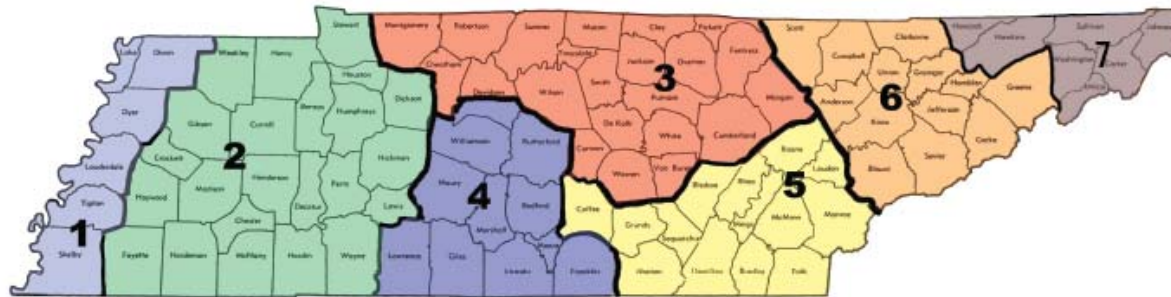 Lake
Obion
Dyer
Lauderdale
Tipton
Shelby
1
Weakley
Henry
Stewart
Houston
Gibson
Carroll
Benton
Humphreys
Dickson
Crockett
2
Haywood
Madison
Henderson
Decatur
Perry
Hickman
Lewis
Chester
Fayette
Hardeman
McNairy
Hardin
Wayne
Montgomery
Robertson
Sumner
Macon
Clay
Pickett
Cheatham
Davidson
Wilson
Trousdale
Smith
Jackson
Overton
Fentress
3
Putnam
Morgan
De Kalb
White
Cumberland
Cannon
Warren
Van Buren
Williamson
Rutherford
Maury
4
Bedford
Marshall
Moore
Lawrence
Giles
Lincoln
Franklin
Coffee
Grundy
Sequatchie
Bledsoe
Rhea
Roane
Loudon
5
Meigs
McMinn
Monroe
Marion
Hamilton
Bradley
Polk
Scott
Campbell
Claiborne
Union
Grainger
Hamblen
Anderson
6
Knox
Jefferson
Greene
Cocke
Sevier
Blount
Hancock
Hawkins
Sullivan
Johnson
7
Washington
Carter
Unicoi